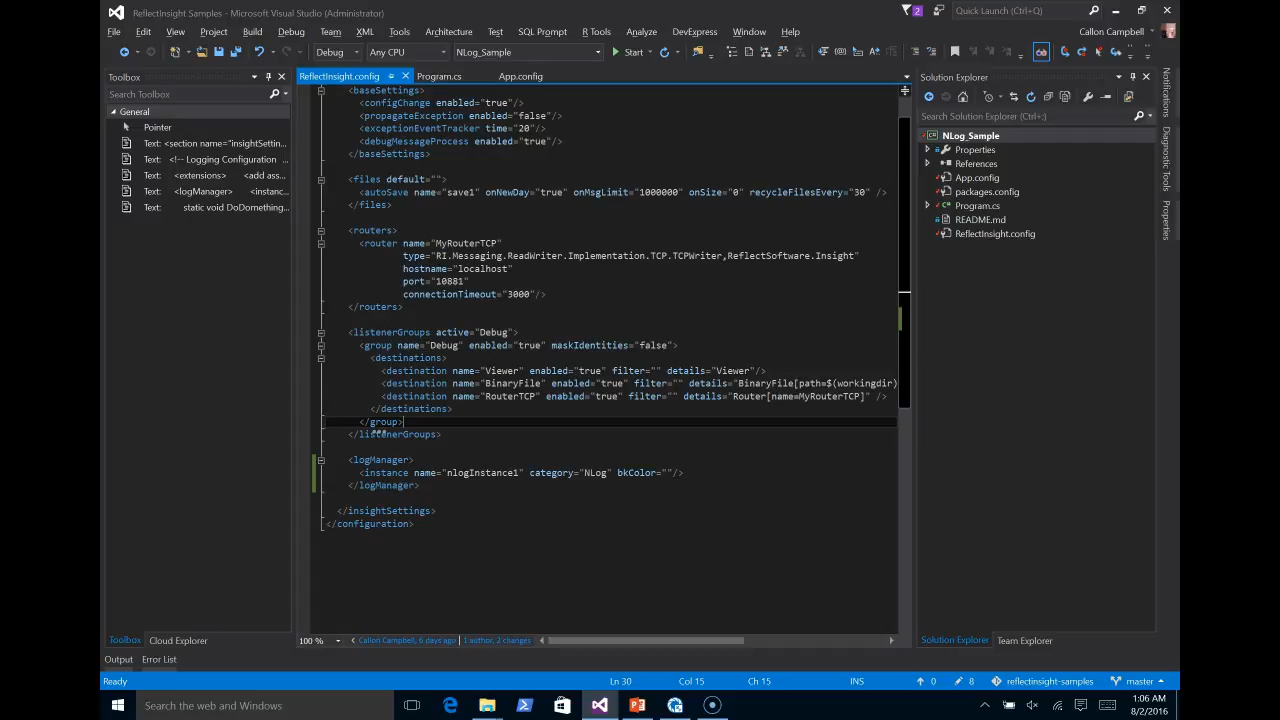 ReflectInsight Samples - Microsoft Visual Studio (Administrator)
2
Quick Launch (Ctrl+Q)
File Edit View Project Build Debug Team XML Tools Architecture Test SQL Prompt R Tools Analyze DevExpress Window Help
Callon Campbell
Debug Any CPU NLog_Sample Start
Toolbox
Search Toolbox
General
Pointer
Text: <section name="insightSettin...
Text: <!-- Logging Configuration
Text: <extensions> <add ass...
Text: <logManager> <instanc...
Text: static void DoDomething...
Toolbox Cloud Explorer
ReflectInsight.config Program.cs App.config
<baseSettings>
<configChange enabled="true"/>
<propagateException enabled="false"/>
<exceptionEventTracker time="20"/>
<debugMessageProcess enabled="true"/>
</baseSettings>
<files default="">
<autoSave name="save1" onNewDay="true" onMsgLimit="1000000" onSize="0" recycleFilesEvery="30" />
</files>
<routers>
<router name="MyRouterTCP"
type="RI.Messaging.ReadWriter.Implementation.TCP.TCPWriter,ReflectSoftware.Insight"
hostname="localhost"
port="10881"
connectionTimeout="3000"/>
</routers>
<listenerGroups active="Debug">
<group name="Debug" enabled="true" maskIdentities="false">
<destinations>
<destination name="Viewer" enabled="true" filter="" details="Viewer"/>
<destination name="BinaryFile" enabled="true" filter="" details="BinaryFile[path=$(workingdir)
<destination name="RouterTCP" enabled="true" filter="" details="Router[name=MyRouterTCP]" />
</destinations>
</group>
</listenerGroups>
<logManager>
<instance name="nlogInstance1" category="NLog" bkColor=""/>
</logManager>
</insightSettings>
</configuration>
100 % Callon Campbell, 6 days ago | 1 author, 2 changes
Solution Explorer
Search Solution Explorer (Ctrl+;)
NLog_Sample
Properties
References
App.config
packages.config
Program.cs
README.md
ReflectInsight.config
Solution Explorer Team Explorer
Notifications
Diagnostic Tools
Properties
Output Error List
Ready Ln 30 Col 15 Ch 15 INS 0 8 reflectinsight-samples master
Search the web and Windows
1:06 AM
8/2/2016